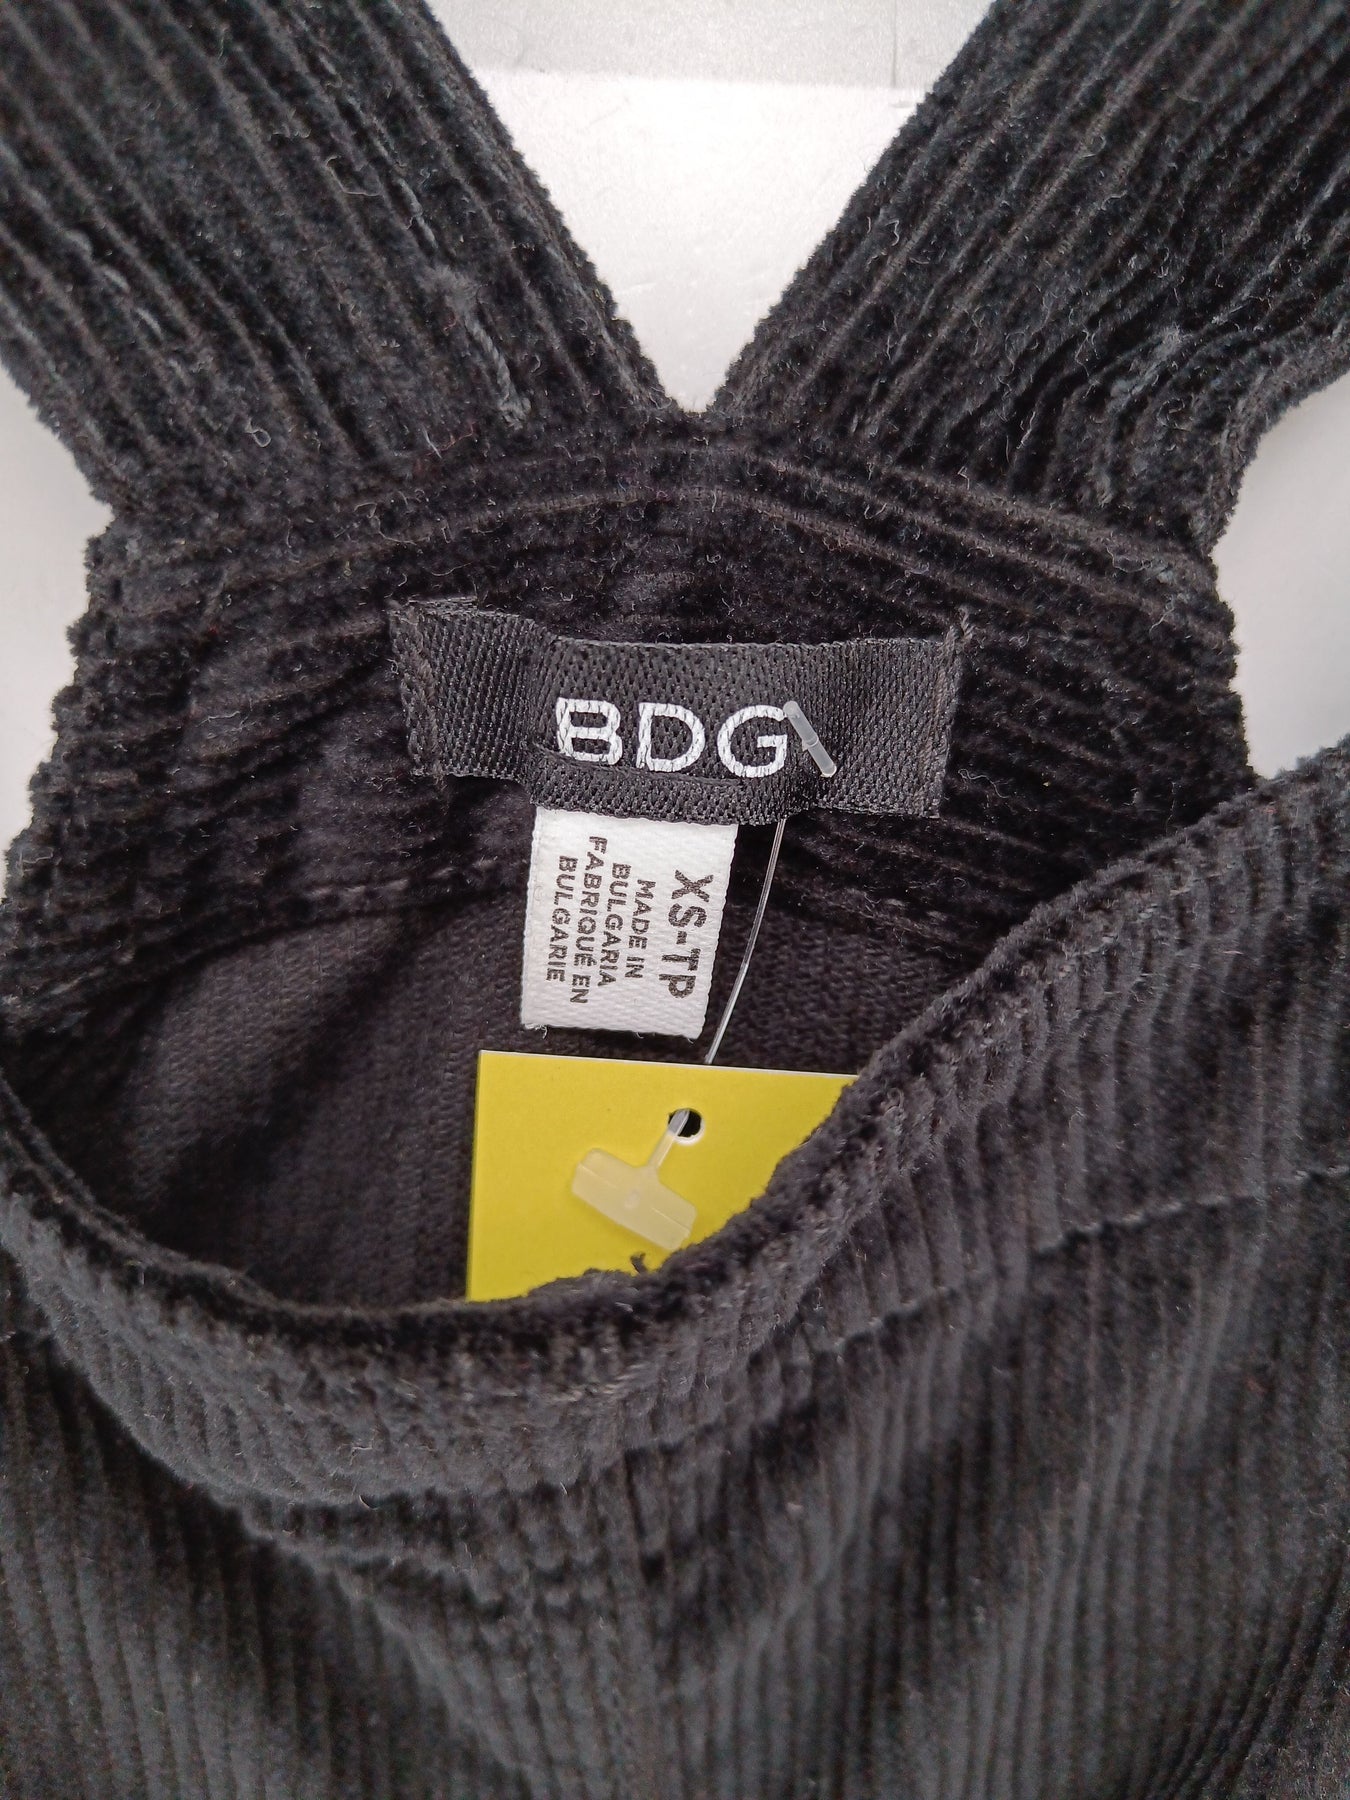 BDG
XS-TP
MADE IN
BULGARIA
FABRIQUÉ EN
BULGARIE